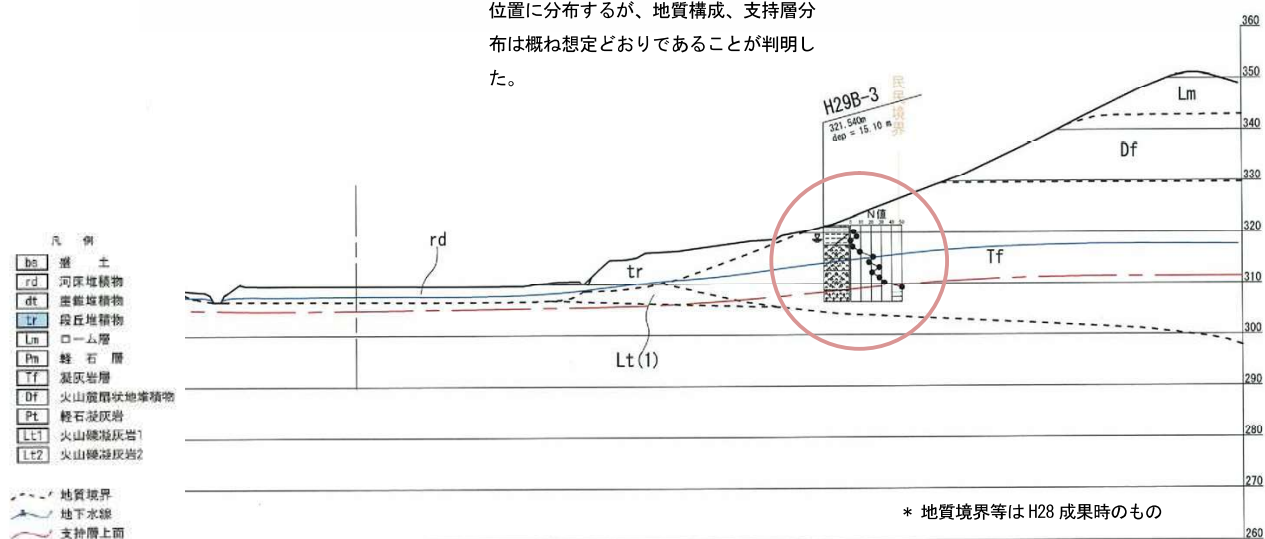 位置に分布するが、地質構成、支持層分
布は概ね想定どおりであることが判明し
た。
360
350
340
330
320
310
300
290
280
270
260
H29B-3
321.540m
dep = 15.10 m
民民境界
N値
0 10 20 30 40 50
Lm
Df
Tf
rd
tr
Lt(1)
凡 例
ba 盛 土
rd 河床堆積物
dt 崖錐堆積物
tr 段丘堆積物
Lm ローム層
Pm 軽 石 層
Tf 凝灰岩層
Df 火山麓扇状地堆積物
Pt 軽石凝灰岩
Lt1 火山礫凝灰岩1
Lt2 火山礫凝灰岩2
地質境界
地下水線
支持層上面
* 地質境界等は H28 成果時のもの